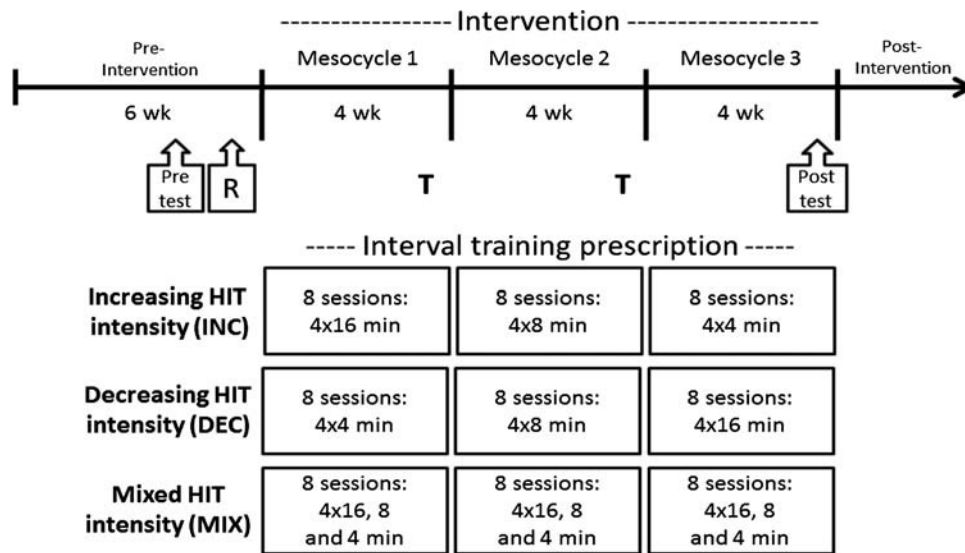 ----------- Intervention -----------
Pre-
Intervention
Mesocycle 1
Mesocycle 2
Mesocycle 3
Post-
Intervention
6 wk
4 wk
4 wk
4 wk
Pre
test
R
T
T
Post
test
----- Interval training prescription -----
Increasing HIT
intensity (INC)
8 sessions:
4x16 min
8 sessions:
4x8 min
8 sessions:
4x4 min
Decreasing HIT
intensity (DEC)
8 sessions:
4x4 min
8 sessions:
4x8 min
8 sessions:
4x16 min
Mixed HIT
intensity (MIX)
8 sessions:
4x16, 8
and 4 min
8 sessions:
4x16, 8
and 4 min
8 sessions:
4x16, 8
and 4 min